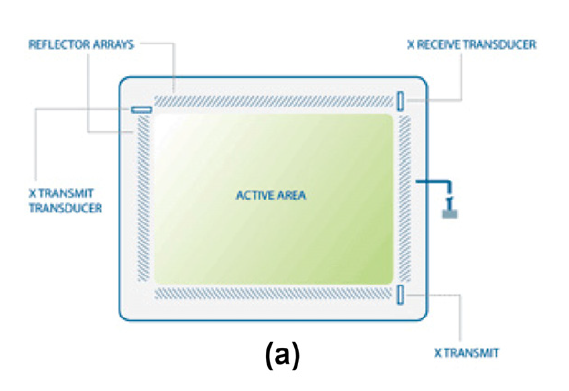 REFLECTOR ARRAYS
X RECEIVE TRANSDUCER
X TRANSMIT
TRANSDUCER
ACTIVE AREA
X TRANSMIT
(a)